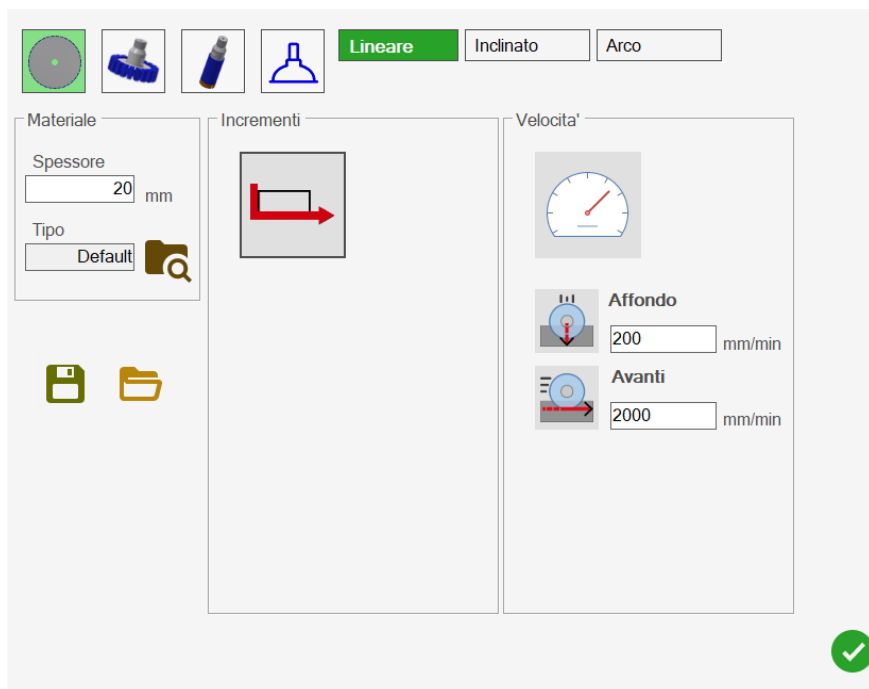 Lineare
Inclinato
Arco
Materiale
Incrementi
Velocita'
Spessore
20 mm
Tipo
Default
Affondo
200 mm/min
Avanti
2000 mm/min